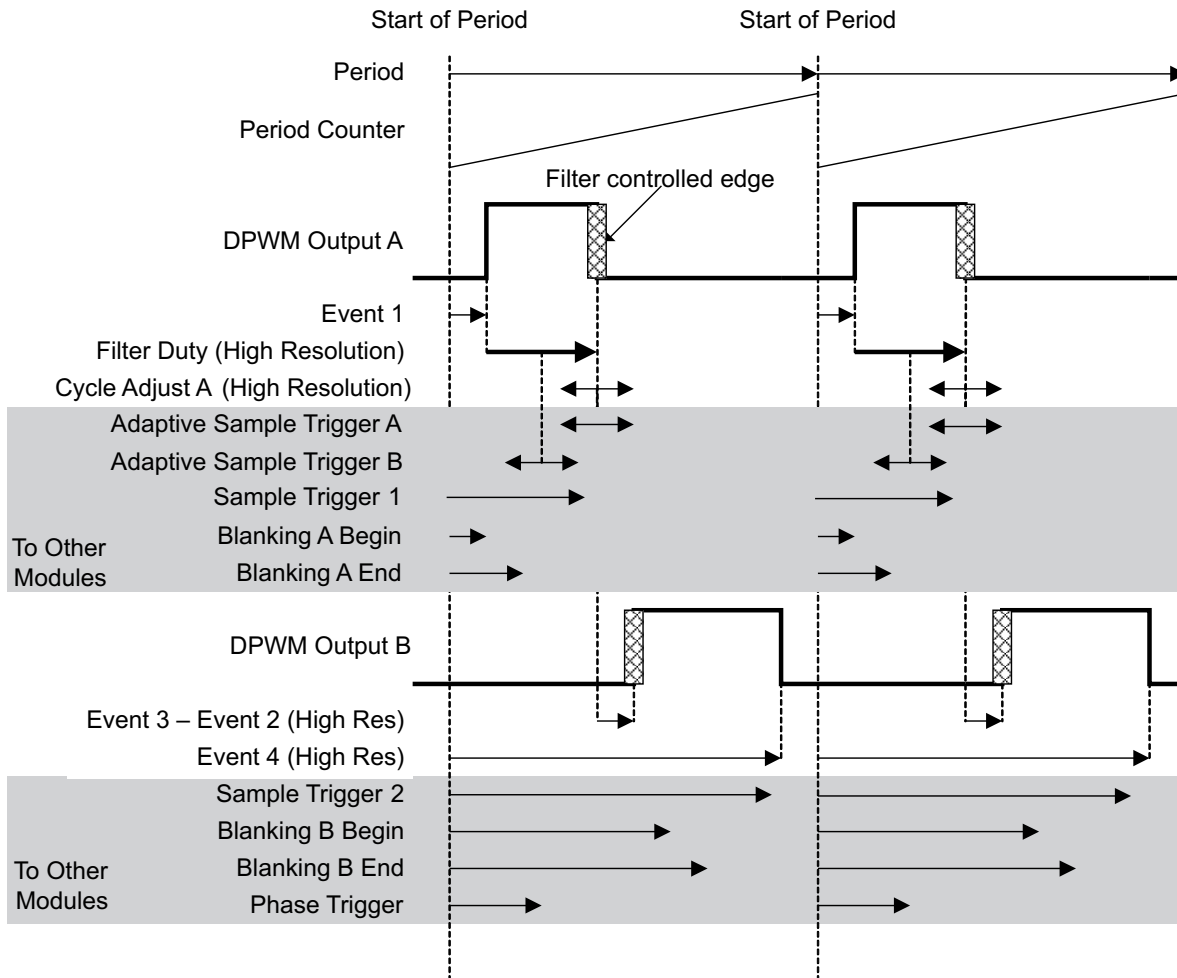 Start of Period
Start of Period
Period
Period Counter
Filter controlled edge
DPWM Output A
Event 1
Filter Duty (High Resolution)
Cycle Adjust A (High Resolution)
Adaptive Sample Trigger A
Adaptive Sample Trigger B
Sample Trigger 1
Blanking A Begin
To Other
Modules
Blanking A End
DPWM Output B
Event 3 – Event 2 (High Res)
Event 4 (High Res)
Sample Trigger 2
Blanking B Begin
Blanking B End
To Other
Modules
Phase Trigger